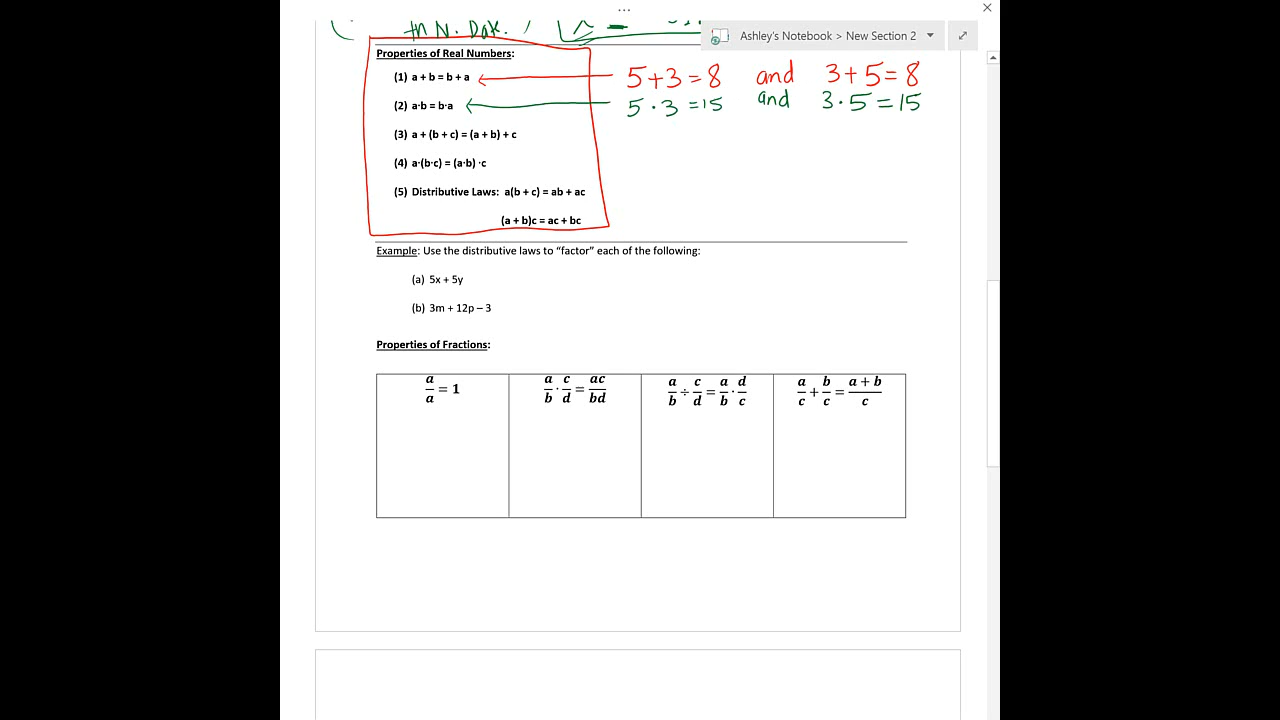 In N. Dak.
Ashley's Notebook > New Section 2
Properties of Real Numbers:
(1) a + b = b + a
5+3=8 and 3+5=8
(2) a·b = b·a
5·3=15 and 3·5=15
(3) a + (b + c) = (a + b) + c
(4) a·(b·c) = (a·b) ·c
(5) Distributive Laws: a(b + c) = ab + ac
(a + b)c = ac + bc
Example: Use the distributive laws to “factor” each of the following:
(a) 5x + 5y
(b) 3m + 12p – 3
Properties of Fractions:
a/a = 1
a/b · c/d = ac/bd
a/b ÷ c/d = a/b · d/c
a/c + b/c = a + b/c